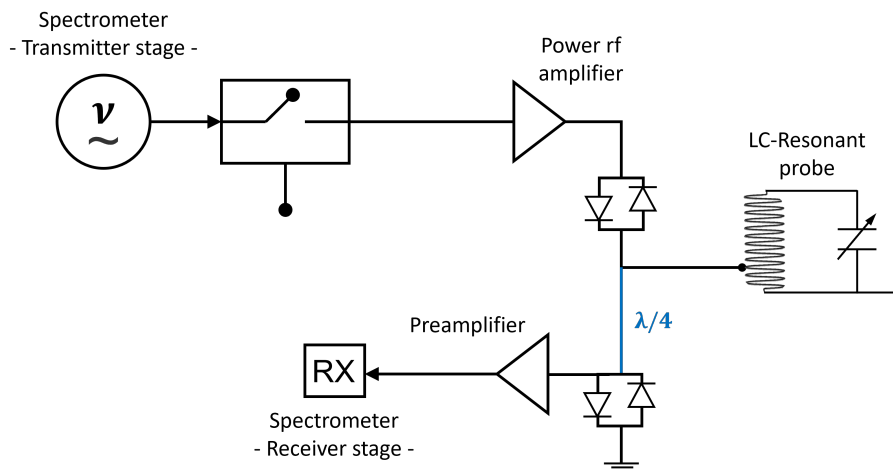 Spectrometer
- Transmitter stage -
ν
~
Power rf
amplifier
LC-Resonant
probe
λ/4
Preamplifier
RX
Spectrometer
- Receiver stage -